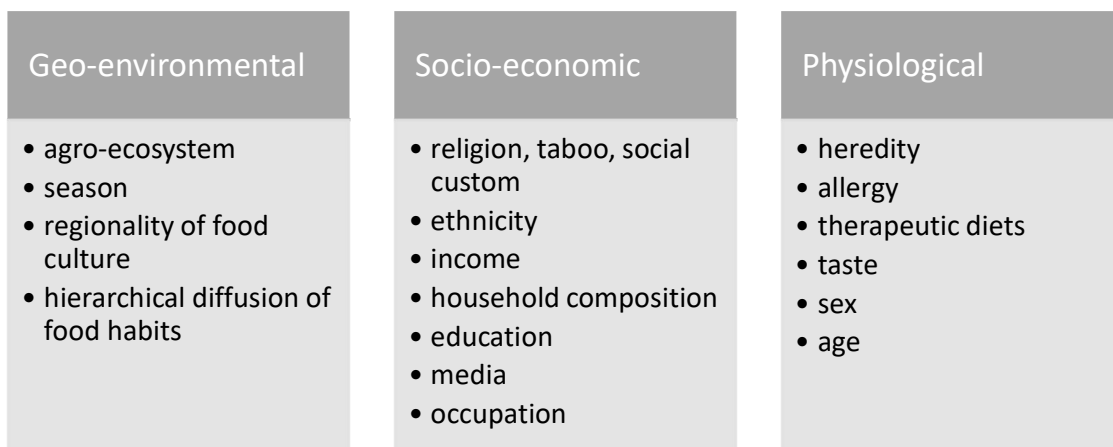 Geo-environmental
• agro-ecosystem
• season
• regionality of food
culture
• hierarchical diffusion of
food habits
Socio-economic
• religion, taboo, social
custom
• ethnicity
• income
• household composition
• education
• media
• occupation
Physiological
• heredity
• allergy
• therapeutic diets
• taste
• sex
• age